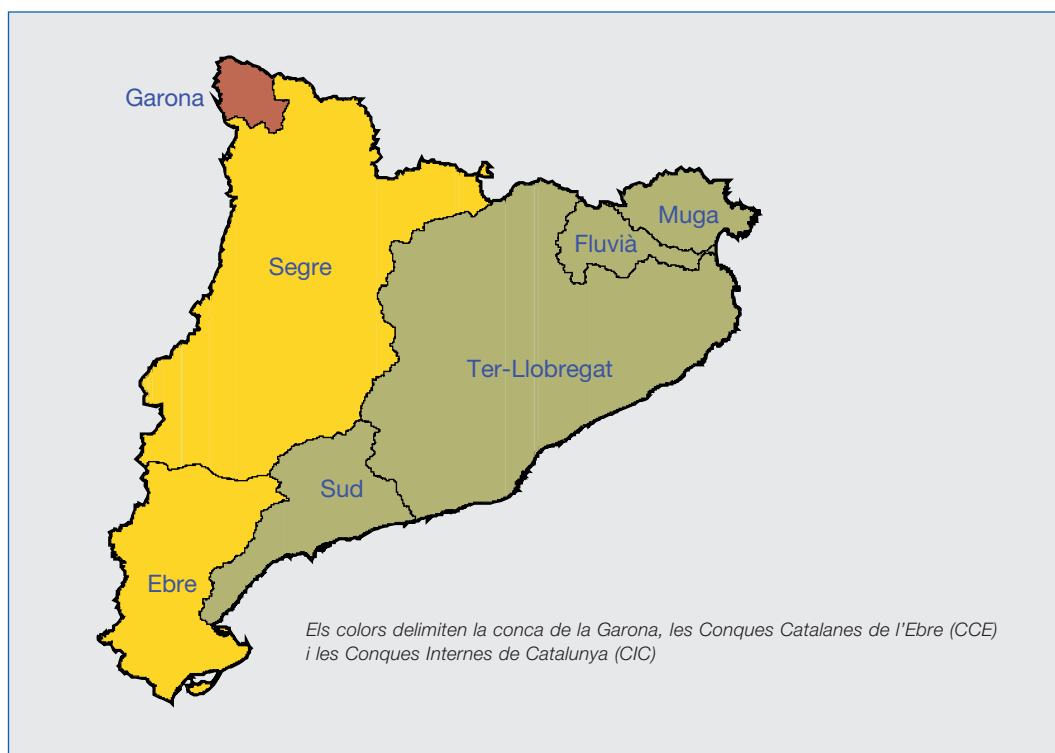 Garona
Muga
Fluvià
Segre
Ter-Llobregat
Sud
Ebre
Els colors delimiten la conca de la Garona, les Conques Catalanes de l'Ebre (CCE)
i les Conques Internes de Catalunya (CIC)